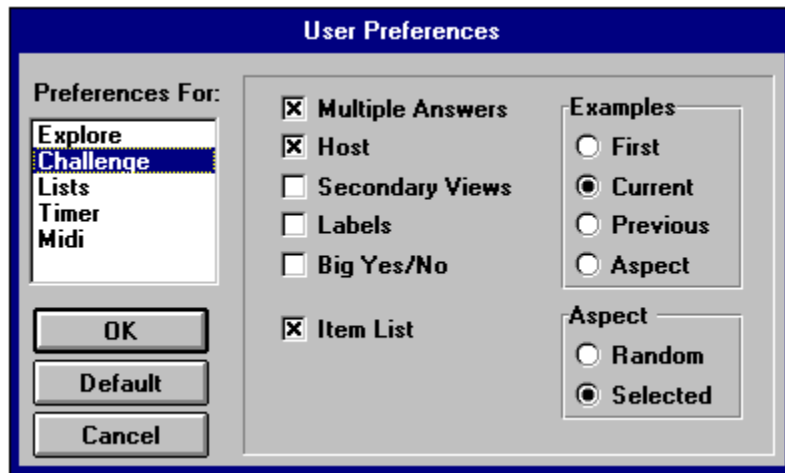 User Preferences
Preferences For:
Explore
Challenge
Lists
Timer
Midi
OK
Default
Cancel
Multiple Answers
Host
Secondary Views
Labels
Big Yes/No
Item List
Examples
First
Current
Previous
Aspect
Aspect
Random
Selected